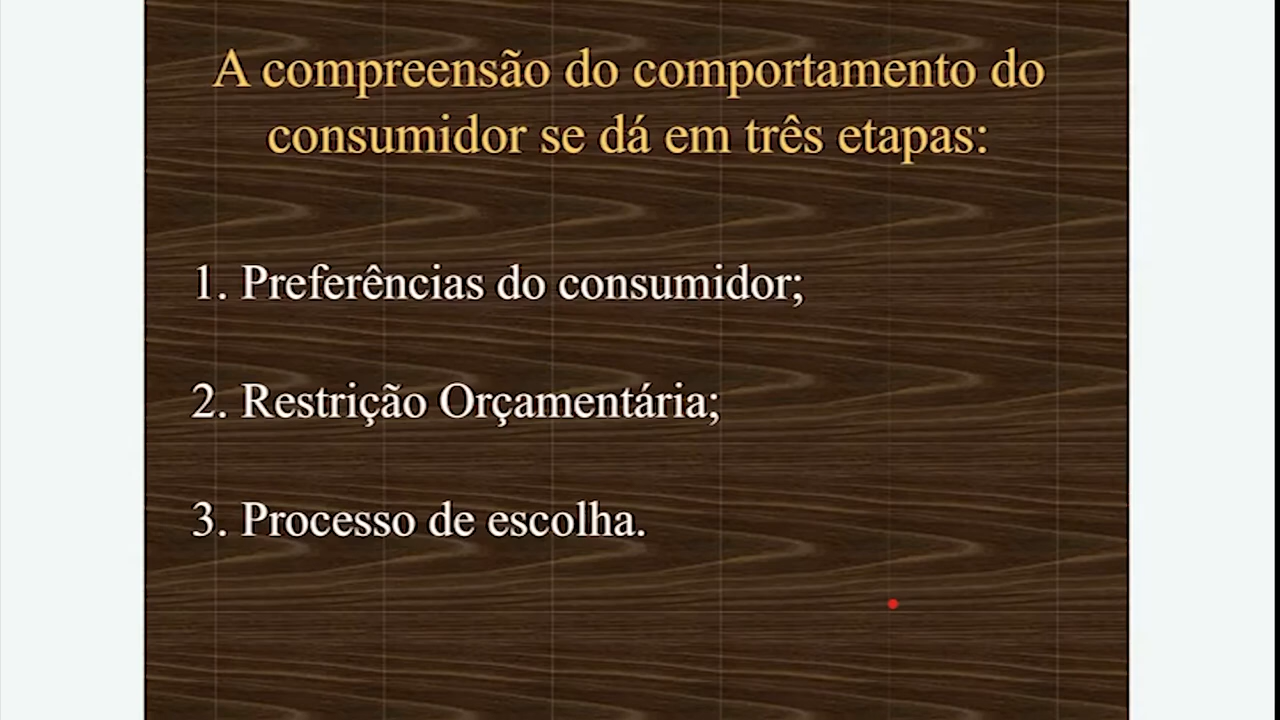 A compreensão do comportamento do
consumidor se dá em três etapas:
1. Preferências do consumidor;
2. Restrição Orçamentária;
3. Processo de escolha.